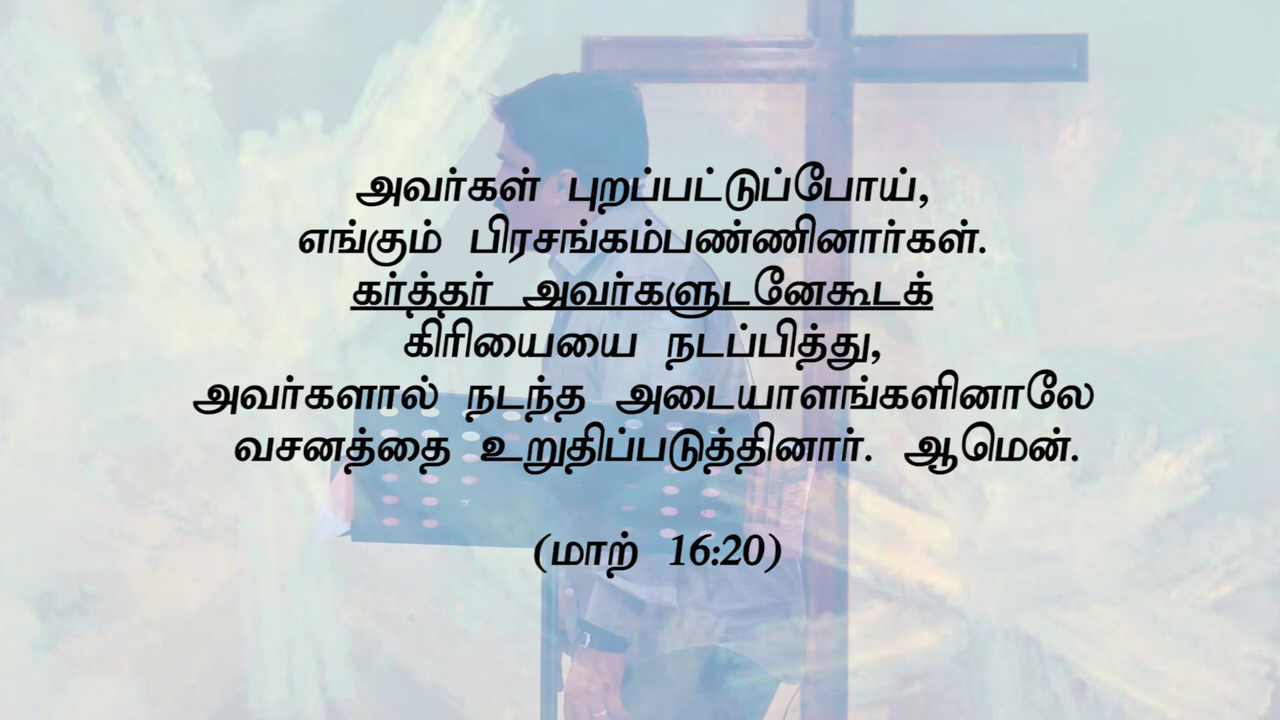 அவர்கள் புறப்பட்டுப்போய்,
எங்கும் பிரசங்கம்பண்ணினார்கள்.
கர்த்தர் அவர்களுடனேகூடக்
கிரியையை நடப்பித்து,
அவர்களால் நடந்த அடையாளங்களினாலே
வசனத்தை உறுதிப்படுத்தினார். ஆமென்.
(மாற் 16:20)